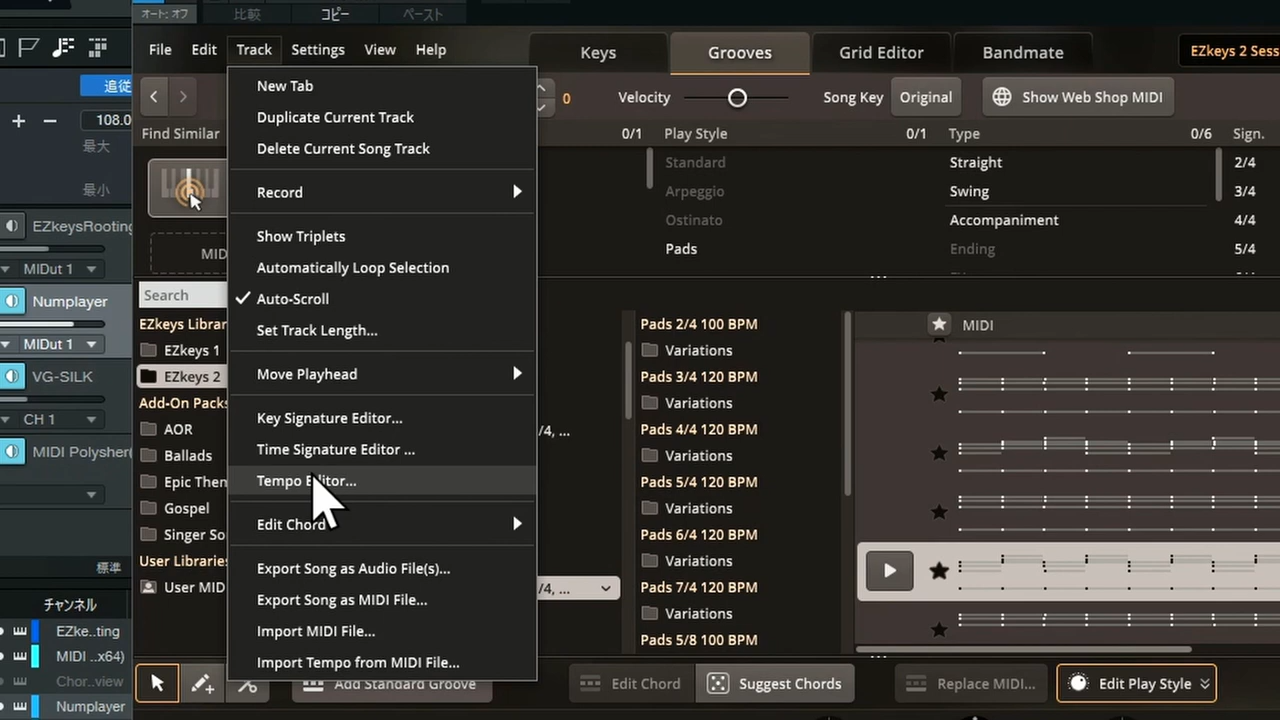 オート: オフ
比較
コピー
ペースト
File
Edit
Track
Settings
View
Help
Keys
Grooves
Grid Editor
Bandmate
EZkeys 2 Sess
追従
108.0
最大
最小
0
Velocity
Song Key
Original
Show Web Shop MIDI
Find Similar
0/1
Play Style
0/1
Type
0/6
Sign.
New Tab
Duplicate Current Track
Delete Current Song Track
Record
Show Triplets
Automatically Loop Selection
Auto-Scroll
Set Track Length...
Move Playhead
Key Signature Editor...
Time Signature Editor ...
Tempo Editor...
Edit Chord
Export Song as Audio File(s)...
Export Song as MIDI File...
Import MIDI File...
Import Tempo from MIDI File...
Standard
Arpeggio
Ostinato
Pads
Straight
Swing
Accompaniment
Ending
2/4
3/4
4/4
5/4
EZkeysRooting
MIDut 1
Numplayer
MIDut 1
VG-SILK
CH 1
MIDI Polysher(
標準
チャンネル
EZke..ting
MIDI ..x64)
Chor..view
Numplayer
MID
Search
EZkeys Librar
EZkeys 1
EZkeys 2
Add-On Packs
AOR
Ballads
Epic Them
Gospel
Singer So
User Libraries
User MID
/4, ...
/4, ...
Pads 2/4 100 BPM
Variations
Pads 3/4 120 BPM
Variations
Pads 4/4 120 BPM
Variations
Pads 5/4 120 BPM
Variations
Pads 6/4 120 BPM
Variations
Pads 7/4 120 BPM
Variations
Pads 5/8 100 BPM
MIDI
Add Standard Groove
Edit Chord
Suggest Chords
Replace MIDI...
Edit Play Style